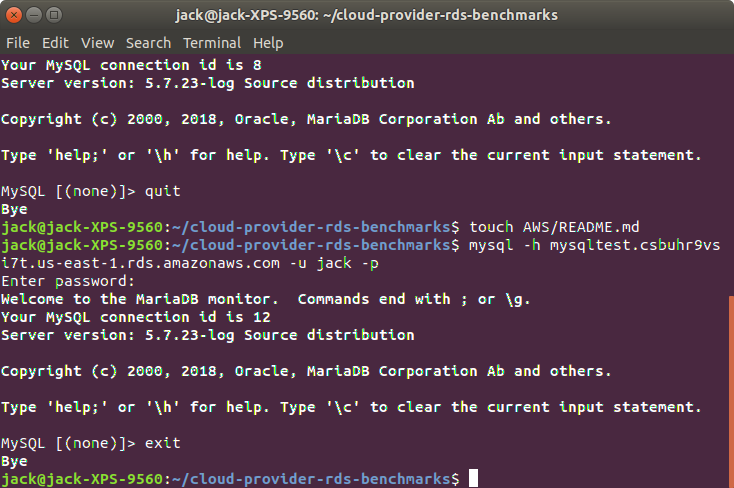 jack@jack-XPS-9560: ~/cloud-provider-rds-benchmarks
File Edit View Search Terminal Help
Your MySQL connection id is 8
Server version: 5.7.23-log Source distribution
Copyright (c) 2000, 2018, Oracle, MariaDB Corporation Ab and others.
Type 'help;' or '\h' for help. Type '\c' to clear the current input statement.
MySQL [(none)]> quit
Bye
jack@jack-XPS-9560:~/cloud-provider-rds-benchmarks$ touch AWS/README.md
jack@jack-XPS-9560:~/cloud-provider-rds-benchmarks$ mysql -h mysqltest.csbuhr9vs
i7t.us-east-1.rds.amazonaws.com -u jack -p
Enter password:
Welcome to the MariaDB monitor.  Commands end with ; or \g.
Your MySQL connection id is 12
Server version: 5.7.23-log Source distribution
Copyright (c) 2000, 2018, Oracle, MariaDB Corporation Ab and others.
Type 'help;' or '\h' for help. Type '\c' to clear the current input statement.
MySQL [(none)]> exit
Bye
jack@jack-XPS-9560:~/cloud-provider-rds-benchmarks$